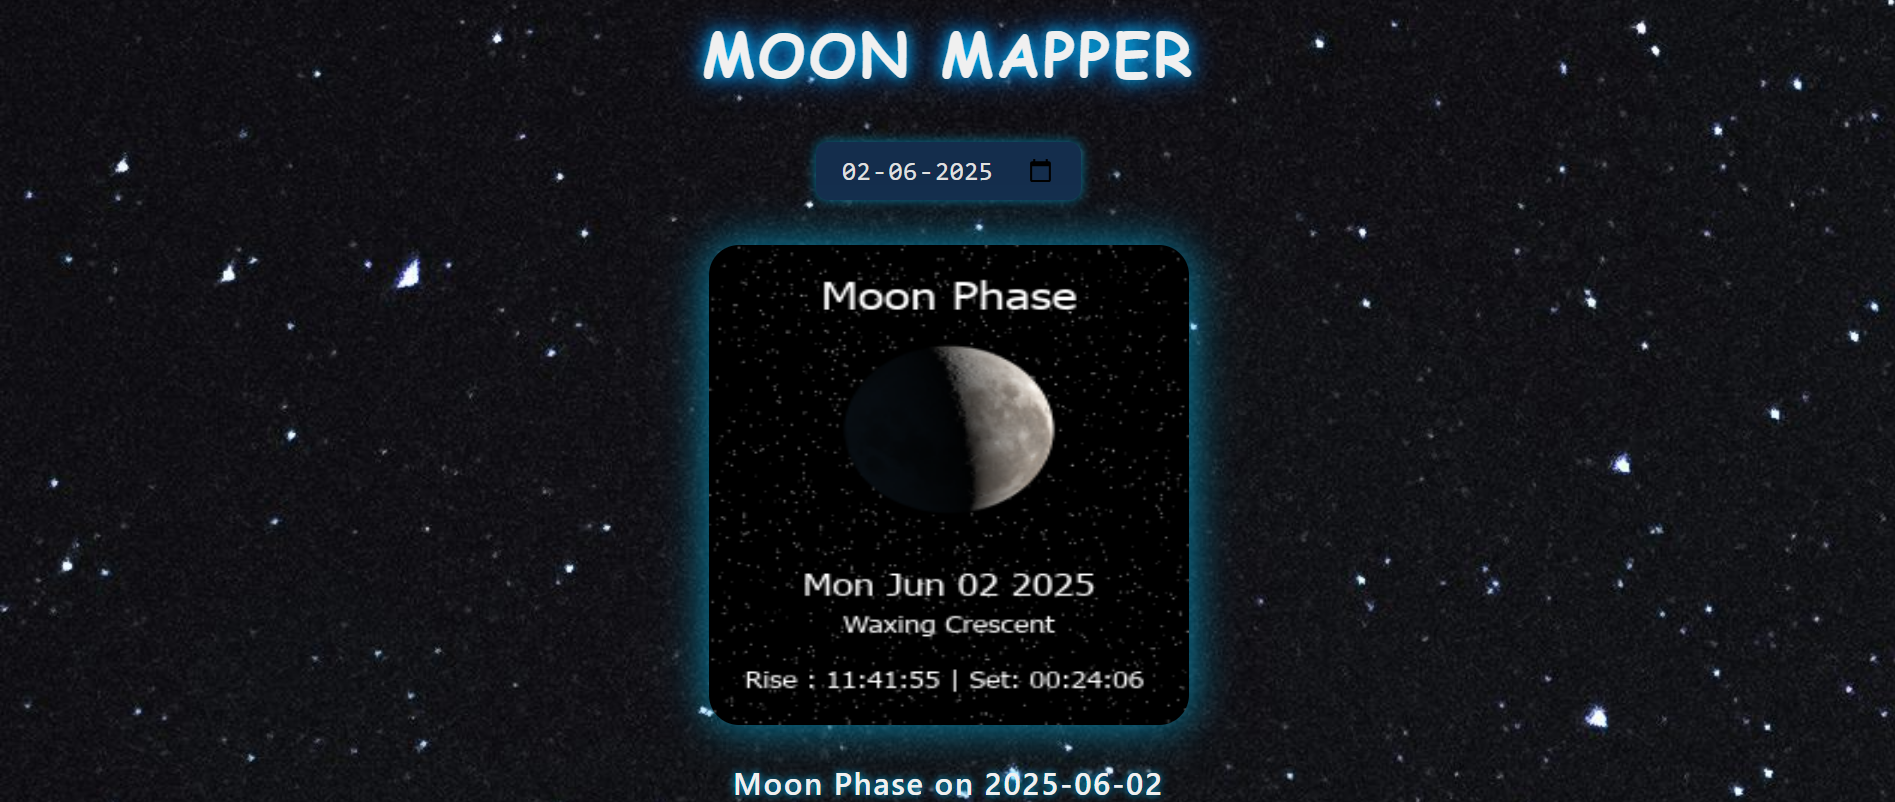 MOON MAPPER
02-06-2025
Moon Phase
Mon Jun 02 2025
Waxing Crescent
Rise : 11:41:55 | Set: 00:24:06
Moon Phase on 2025-06-02